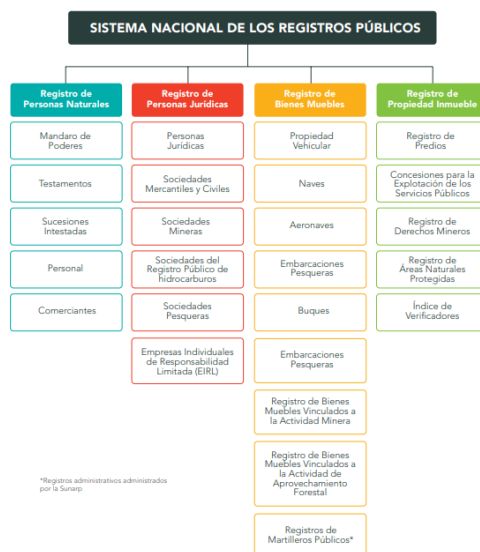 SISTEMA NACIONAL DE LOS REGISTROS PÚBLICOS
Registro de
Personas Naturales
Mandaro de
Poderes
Testamentos
Sucesiones
Intestadas
Personal
Comerciantes
Registro de
Personas Jurídicas
Personas
Jurídicas
Sociedades
Mercantiles y Civiles
Sociedades
Mineras
Sociedades del
Registro Público de
hidrocarburos
Sociedades
Pesqueras
Empresas Individuales
de Responsabilidad
Limitada (EIRL)
Registro de
Bienes Muebles
Propiedad
Vehicular
Naves
Aeronaves
Embarcaciones
Pesqueras
Buques
Embarcaciones
Pesqueras
Registro de Bienes
Muebles Vinculados a
la Actividad Minera
Registro de Bienes
Muebles Vinculados a
la Actividad de
Aprovechamiento
Forestal
Registros de
Martilleros Públicos*
Registro de
Propiedad Inmueble
Registro de
Predios
Concesiones para la
Explotación de los
Servicios Públicos
Registro de
Derechos Mineros
Registro de
Áreas Naturales
Protegidas
Índice de
Verificadores
*Registros administrativos administrados
por la Sunarp